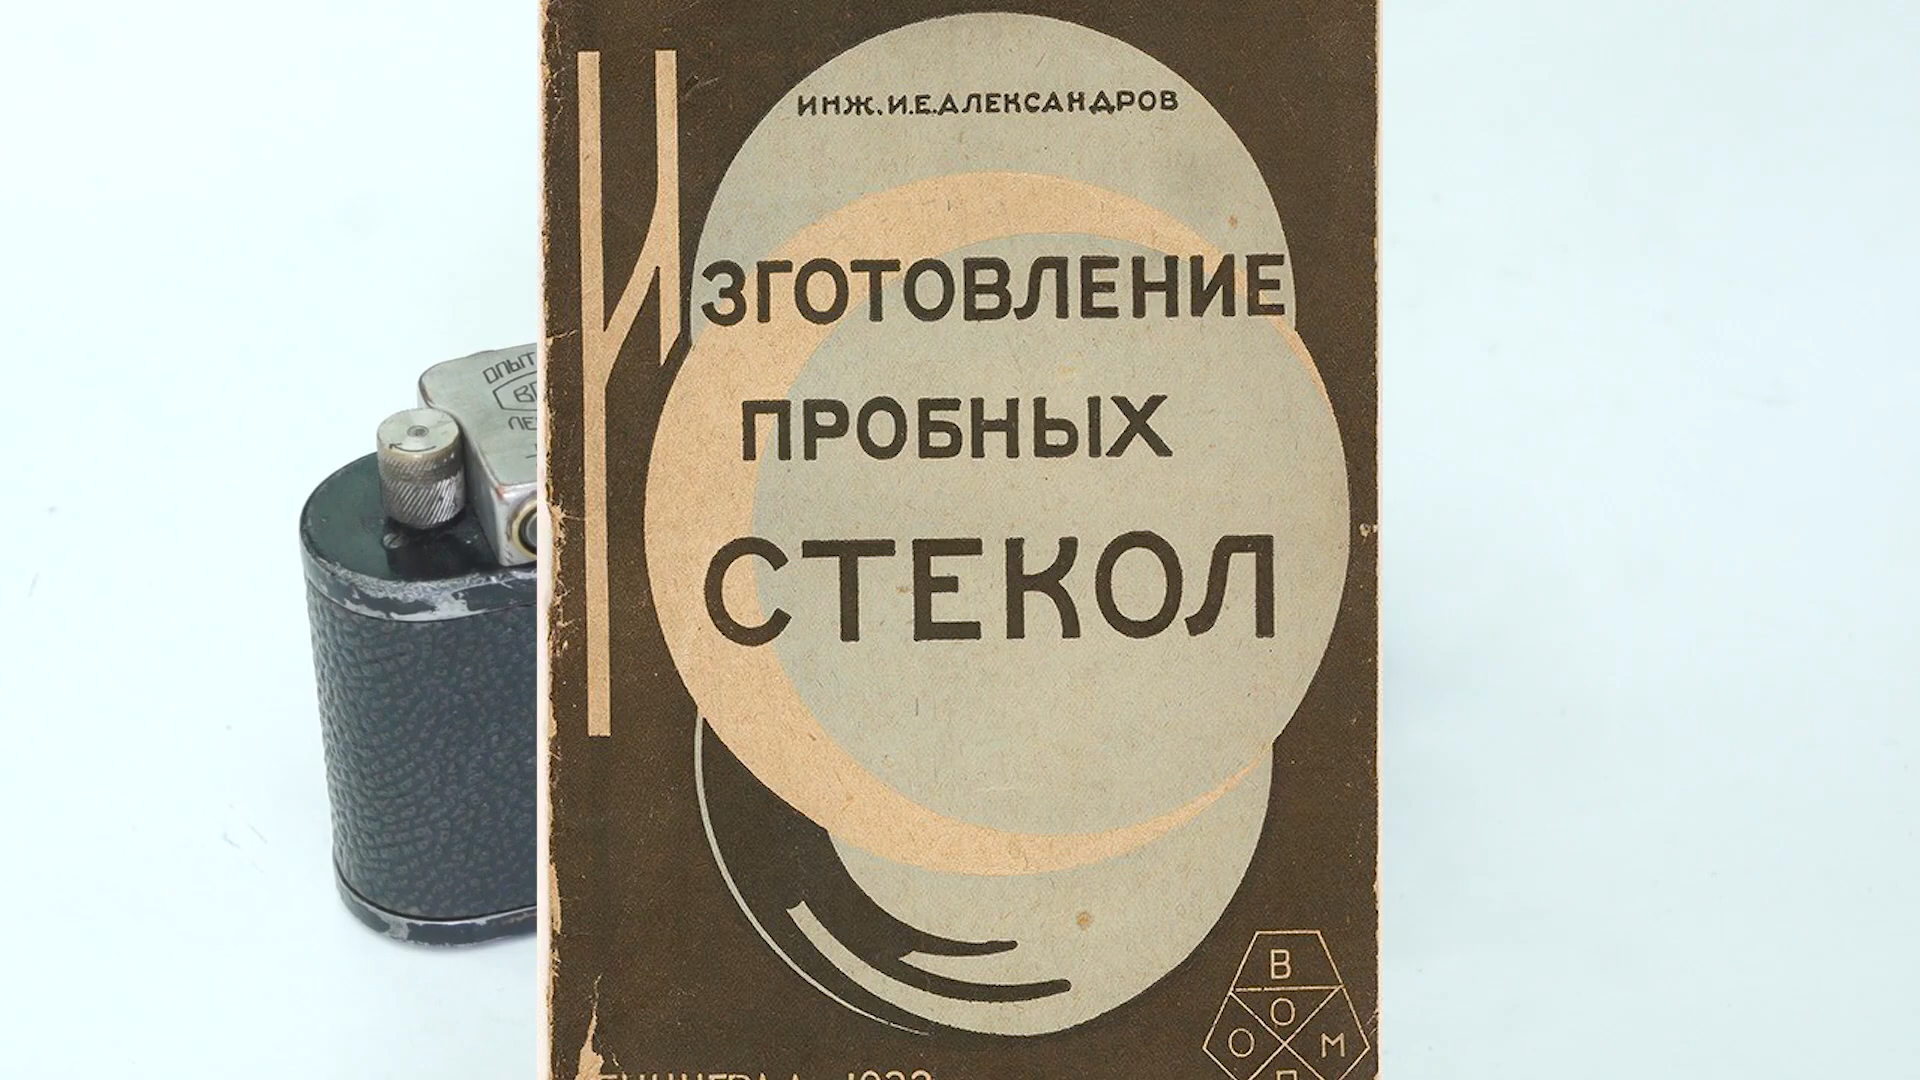 ИНЖ. И.Е. АЛЕКСАНДРОВ
ИЗГОТОВЛЕНИЕ
ПРОБНЫХ
СТЕКОЛ
В
О
О М